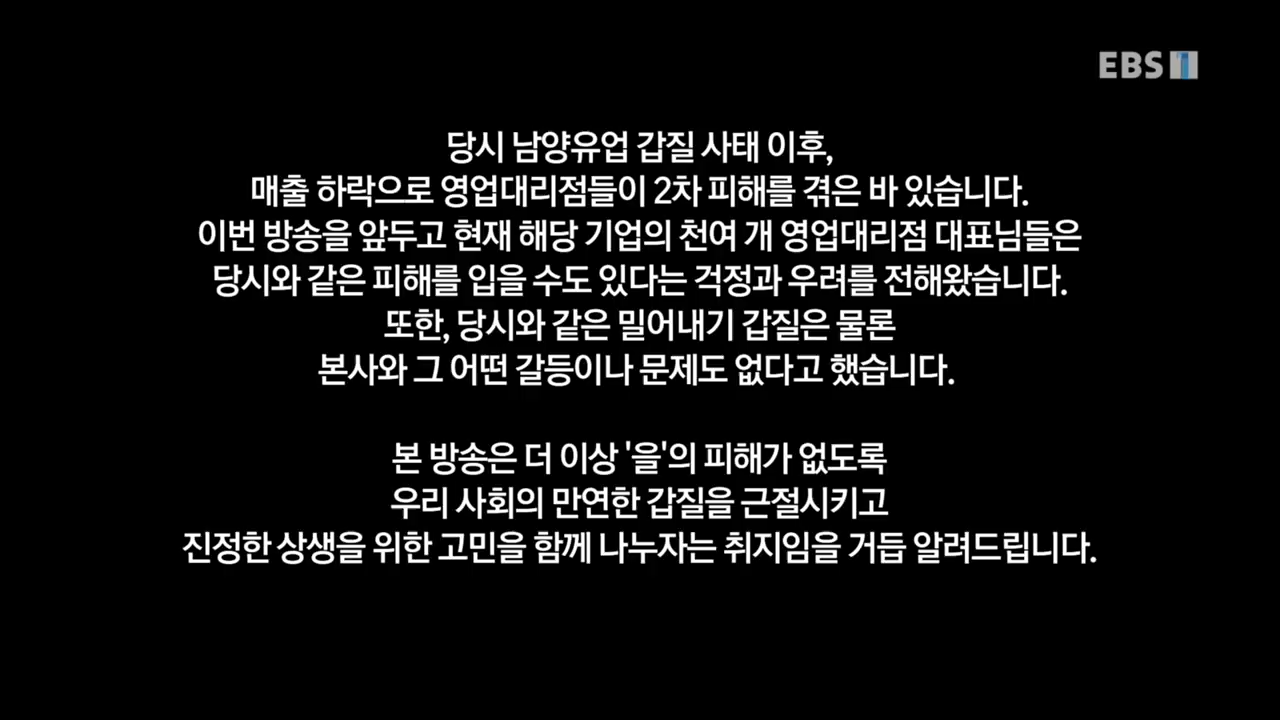 EBS 1
당시 남양유업 갑질 사태 이후,
매출 하락으로 영업대리점들이 2차 피해를 겪은 바 있습니다.
이번 방송을 앞두고 현재 해당 기업의 천여 개 영업대리점 대표님들은
당시와 같은 피해를 입을 수도 있다는 걱정과 우려를 전해왔습니다.
또한, 당시와 같은 밀어내기 갑질은 물론
본사와 그 어떤 갈등이나 문제도 없다고 했습니다.
본 방송은 더 이상 '을'의 피해가 없도록
우리 사회의 만연한 갑질을 근절시키고
진정한 상생을 위한 고민을 함께 나누자는 취지임을 거듭 알려드립니다.